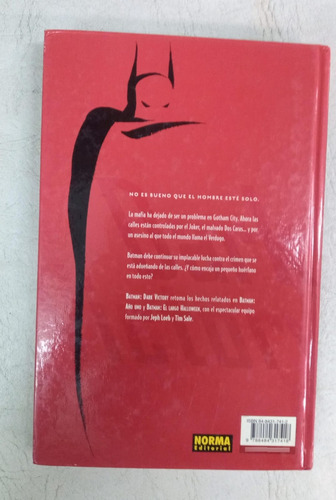 NO ES BUENO QUE EL HOMBRE ESTÉ SOLO.
La mafia ha dejado de ser un problema en Gotham City. Ahora las
calles están controladas por el Joker, el malvado Dos Caras... y por
un asesino al que todo el mundo llama el Verdugo.
Batman debe continuar su implacable lucha contra el crimen que se
está adueñando de las calles. ¿Y cómo encaja un pequeño huérfano
en todo esto?
BATMAN: DARK VICTORY retoma los hechos relatados en BATMAN:
AÑO UNO y BATMAN: EL LARGO HALLOWEEN, con el espectacular equipo
formado por Jeph Loeb y Tim Sale.
NORMA
Editorial